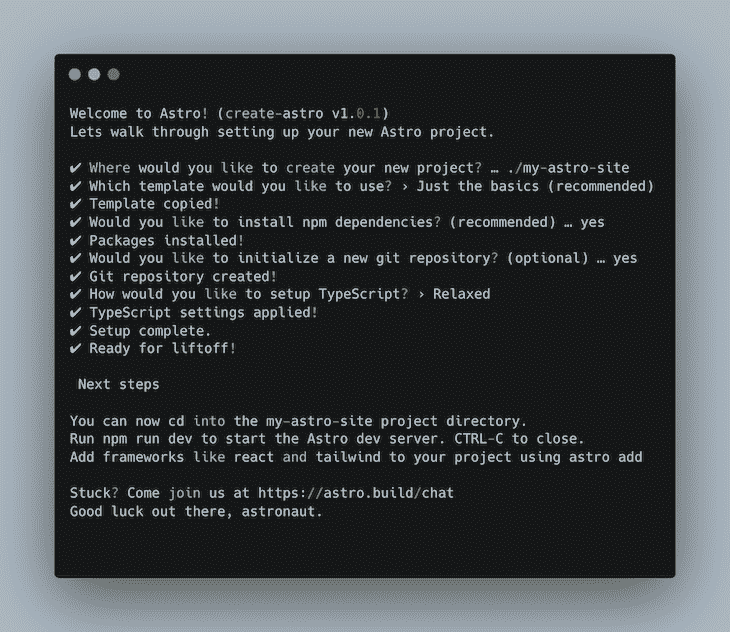 Welcome to Astro! (create-astro v1.0.1)
Lets walk through setting up your new Astro project.
✔ Where would you like to create your new project? … ./my-astro-site
✔ Which template would you like to use? › Just the basics (recommended)
✔ Template copied!
✔ Would you like to install npm dependencies? (recommended) … yes
✔ Packages installed!
✔ Would you like to initialize a new git repository? (optional) … yes
✔ Git repository created!
✔ How would you like to setup TypeScript? › Relaxed
✔ TypeScript settings applied!
✔ Setup complete.
✔ Ready for liftoff!
Next steps
You can now cd into the my-astro-site project directory.
Run npm run dev to start the Astro dev server. CTRL-C to close.
Add frameworks like react and tailwind to your project using astro add
Stuck? Come join us at https://astro.build/chat
Good luck out there, astronaut.